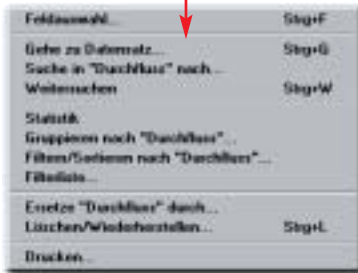 Feldauswahl... Strg+F
Gehe zu Datensatz... Strg+G
Suche in "Durchfluss" nach...
Weitersuchen Strg+W
Statistik
Gruppieren nach "Durchfluss"...
Filtern/Sortieren nach "Durchfluss"...
Filterliste...
Ersetze "Durchfluss" durch...
Löschen/Wiederherstellen... Strg+L
Drucken...